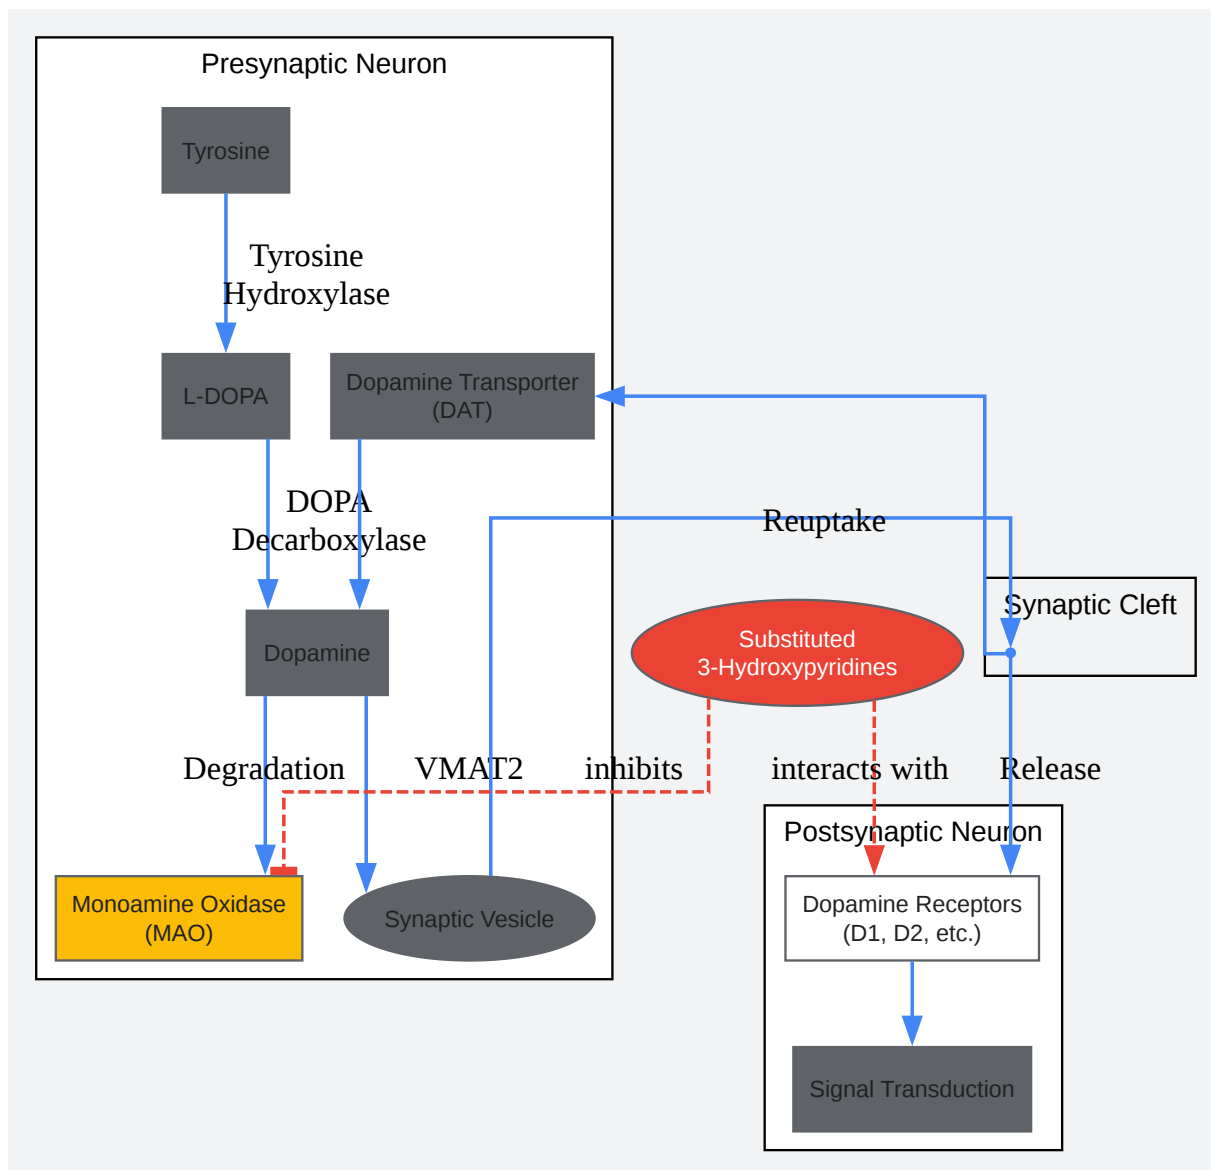 Presynaptic Neuron
Tyrosine
Tyrosine
Hydroxylase
L-DOPA
Dopamine Transporter
(DAT)
DOPA
Decarboxylase
Reuptake
Synaptic Cleft
Substituted
3-Hydroxypyridines
Dopamine
Degradation
VMAT2
inhibits
interacts with
Release
Postsynaptic Neuron
Monoamine Oxidase
(MAO)
Synaptic Vesicle
Dopamine Receptors
(D1, D2, etc.)
Signal Transduction